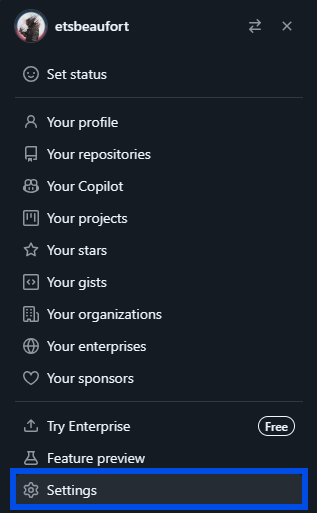 etsbeaufort
Set status
Your profile
Your repositories
Your Copilot
Your projects
Your stars
Your gists
Your organizations
Your enterprises
Your sponsors
Try Enterprise Free
Feature preview
Settings